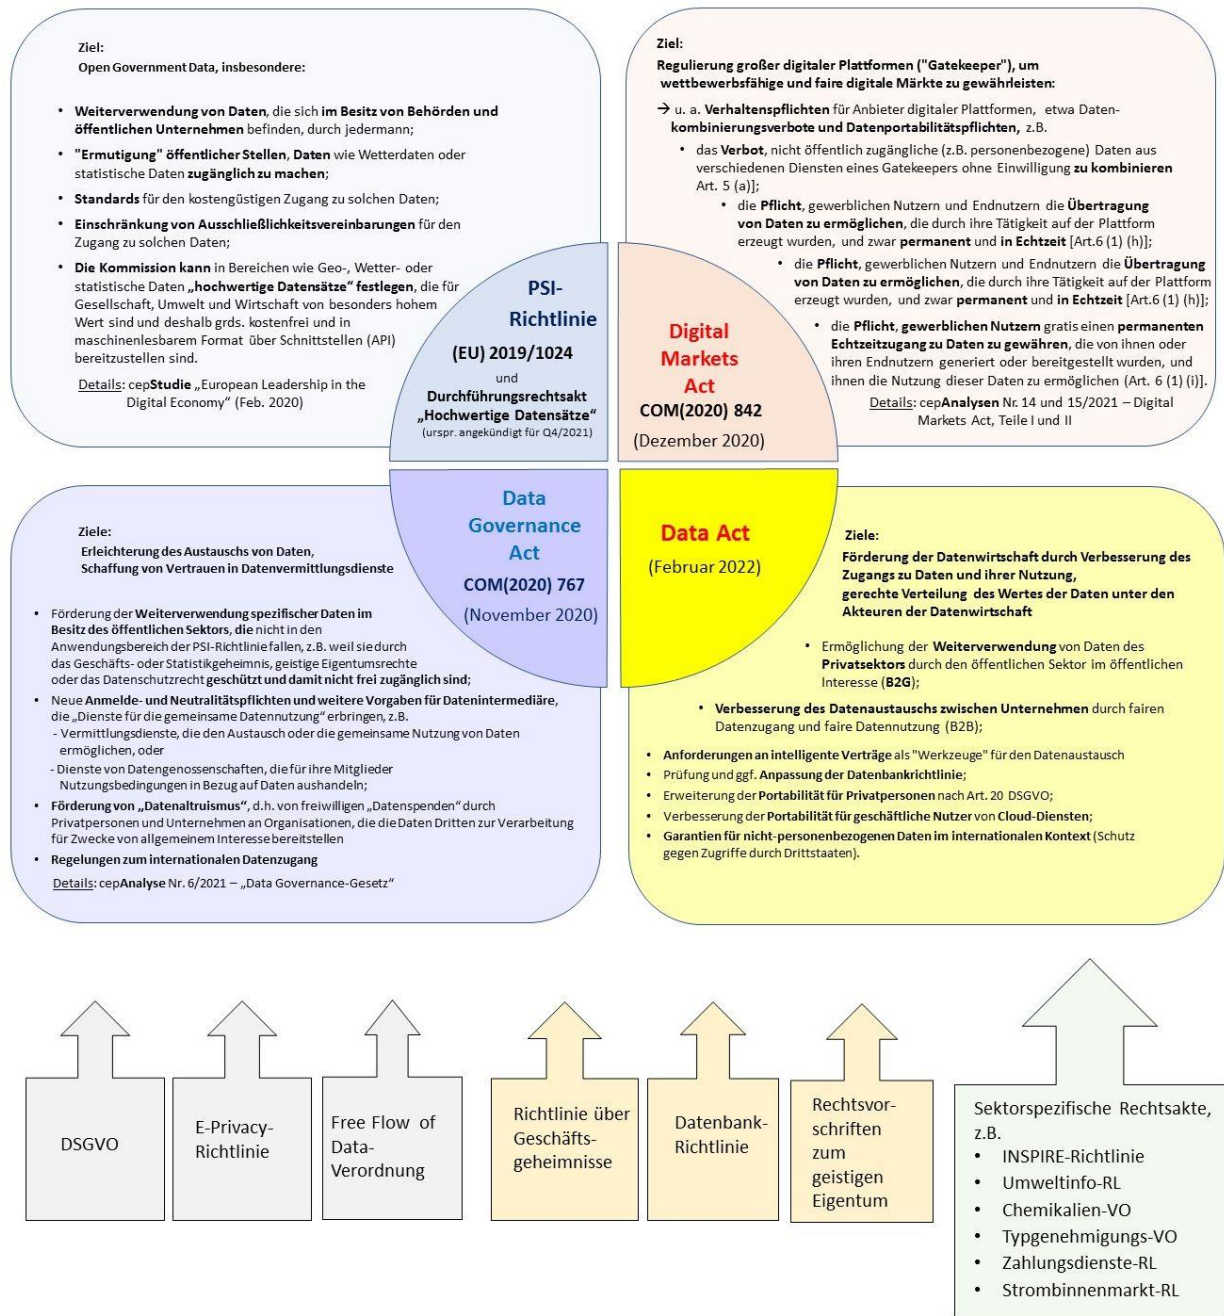 Ziel:
Open Government Data, insbesondere:
• Weiterverwendung von Daten, die sich im Besitz von Behörden und
öffentlichen Unternehmen befinden, durch jedermann;
• "Ermutigung" öffentlicher Stellen, Daten wie Wetterdaten oder
statistische Daten zugänglich zu machen;
• Standards für den kostengüstigen Zugang zu solchen Daten;
• Einschränkung von Ausschließlichkeitsvereinbarungen für den
Zugang zu solchen Daten;
• Die Kommission kann in Bereichen wie Geo-, Wetter- oder
statistische Daten „hochwertige Datensätze" festlegen, die für
Gesellschaft, Umwelt und Wirtschaft von besonders hohem
Wert sind und deshalb grds. kostenfrei und in
maschinenlesbarem Format über Schnittstellen (API)
bereitzustellen sind.
Details: cepStudie „European Leadership in the
Digital Economy" (Feb. 2020)
Ziel:
Regulierung großer digitaler Plattformen ("Gatekeeper"), um
wettbewerbsfähige und faire digitale Märkte zu gewährleisten:
→ u. a. Verhaltenspflichten für Anbieter digitaler Plattformen, etwa Daten-
kombinierungsverbote und Datenportabilitätspflichten, z.B.
• das Verbot, nicht öffentlich zugängliche (z.B. personenbezogene) Daten aus
verschiedenen Diensten eines Gatekeepers ohne Einwilligung zu kombinieren
Art. 5 (a)];
• die Pflicht, gewerblichen Nutzern und Endnutzern die Übertragung
von Daten zu ermöglichen, die durch ihre Tätigkeit auf der Plattform
erzeugt wurden, und zwar permanent und in Echtzeit [Art.6 (1) (h)];
• die Pflicht, gewerblichen Nutzern und Endnutzern die Übertragung
von Daten zu ermöglichen, die durch ihre Tätigkeit auf der Plattform
erzeugt wurden, und zwar permanent und in Echtzeit [Art.6 (1) (h)];
• die Pflicht, gewerblichen Nutzern gratis einen permanenten
Echtzeitzugang zu Daten zu gewähren, die von ihnen oder
ihren Endnutzern generiert oder bereitgestellt wurden, und
ihnen die Nutzung dieser Daten zu ermöglichen (Art. 6 (1) (i)].
Details: cepAnalysen Nr. 14 und 15/2021 – Digital
Markets Act, Teile I und II
PSI-
Richtlinie
(EU) 2019/1024
und
Durchführungsrechtsakt
„Hochwertige Datensätze"
(urspr. angekündigt für Q4/2021)
Digital
Markets
Act
COM(2020) 842
(Dezember 2020)
Data
Governance
Act
COM(2020) 767
(November 2020)
Data Act
(Februar 2022)
Ziele:
Erleichterung des Austauschs von Daten,
Schaffung von Vertrauen in Datenvermittlungsdienste
• Förderung der Weiterverwendung spezifischer Daten im
Besitz des öffentlichen Sektors, die nicht in den
Anwendungsbereich der PSI-Richtlinie fallen, z.B. weil sie durch
das Geschäfts- oder Statistikgeheimnis, geistige Eigentumsrechte
oder das Datenschutzrecht geschützt und damit nicht frei zugänglich sind;
• Neue Anmelde- und Neutralitätspflichten und weitere Vorgaben für Datenintermediäre,
die „Dienste für die gemeinsame Datennutzung" erbringen, z.B.
- Vermittlungsdienste, die den Austausch oder die gemeinsame Nutzung von Daten
ermöglichen, oder
- Dienste von Datengenossenschaften, die für ihre Mitglieder
Nutzungsbedingungen in Bezug auf Daten aushandeln;
• Förderung von „Datenaltruismus", d.h. von freiwilligen „Datenspenden" durch
Privatpersonen und Unternehmen an Organisationen, die die Daten Dritten zur Verarbeitung
für Zwecke von allgemeinem Interesse bereitstellen
• Regelungen zum internationalen Datenzugang
Details: cepAnalyse Nr. 6/2021 – „Data Governance-Gesetz"
Ziele:
Förderung der Datenwirtschaft durch Verbesserung des
Zugangs zu Daten und ihrer Nutzung,
gerechte Verteilung des Wertes der Daten unter den
Akteuren der Datenwirtschaft
• Ermöglichung der Weiterverwendung von Daten des
Privatsektors durch den öffentlichen Sektor im öffentlichen
Interesse (B2G);
• Verbesserung des Datenaustauschs zwischen Unternehmen durch fairen
Datenzugang und faire Datennutzung (B2B);
• Anforderungen an intelligente Verträge als "Werkzeuge" für den Datenaustausch
• Prüfung und ggf. Anpassung der Datenbankrichtlinie;
• Erweiterung der Portabilität für Privatpersonen nach Art. 20 DSGVO;
• Verbesserung der Portabilität für geschäftliche Nutzer von Cloud-Diensten;
• Garantien für nicht-personenbezogenen Daten im internationalen Kontext (Schutz
gegen Zugriffe durch Drittstaaten).
DSGVO
E-Privacy-
Richtlinie
Free Flow of
Data-
Verordnung
Richtlinie über
Geschäfts-
geheimnisse
Datenbank-
Richtlinie
Rechtsvor-
schriften
zum
geistigen
Eigentum
Sektorspezifische Rechtsakte,
z.B.
• INSPIRE-Richtlinie
• Umweltinfo-RL
• Chemikalien-VO
• Typgenehmigungs-VO
• Zahlungsdienste-RL
• Strombinnenmarkt-RL